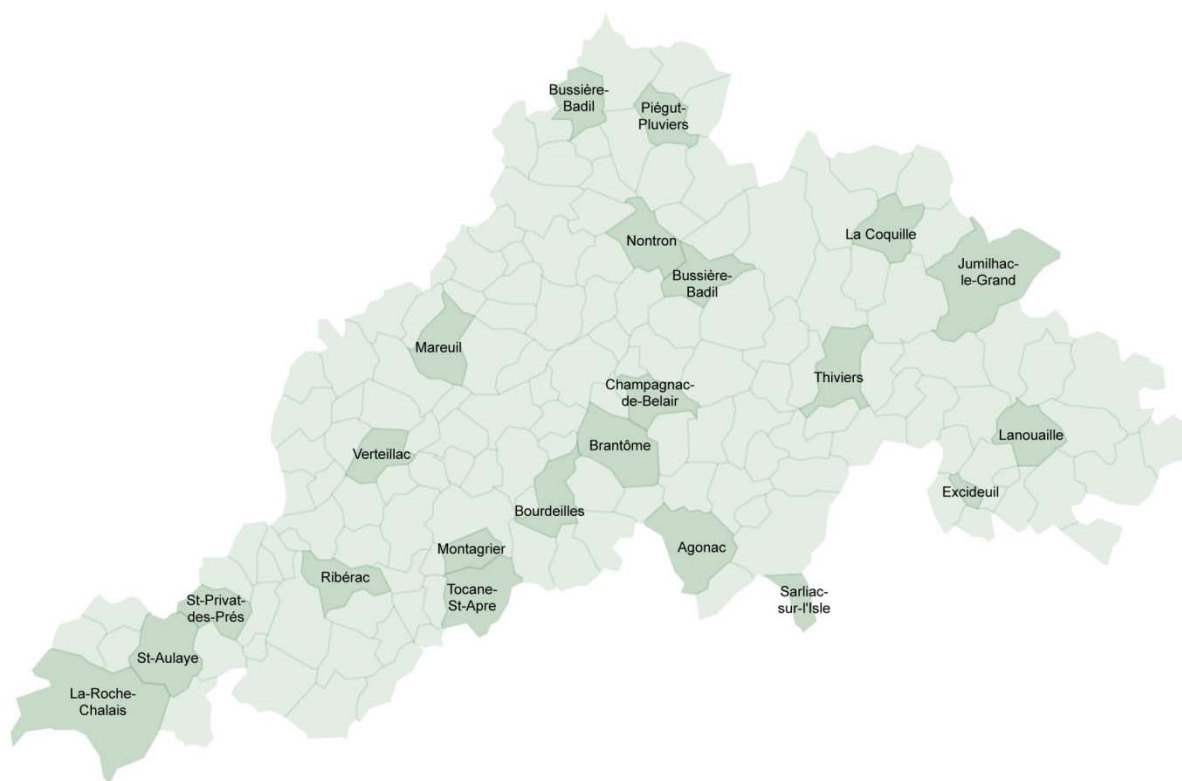 Bussière-
Badil
Piégut-
Pluviers
La Coquille
Nontron
Jumilhac-
le-Grand
Bussière-
Badil
Mareuil
Thiviers
Champagnac-
de-Belair
Lanouaille
Brantôme
Verteillac
Excideuil
Bourdeilles
Agonac
Montagrier
Ribérac
Tocane-
St-Apre
Sarliac-
sur-l'Isle
St-Privat-
des-Prés
St-Aulaye
La-Roche-
Chalais